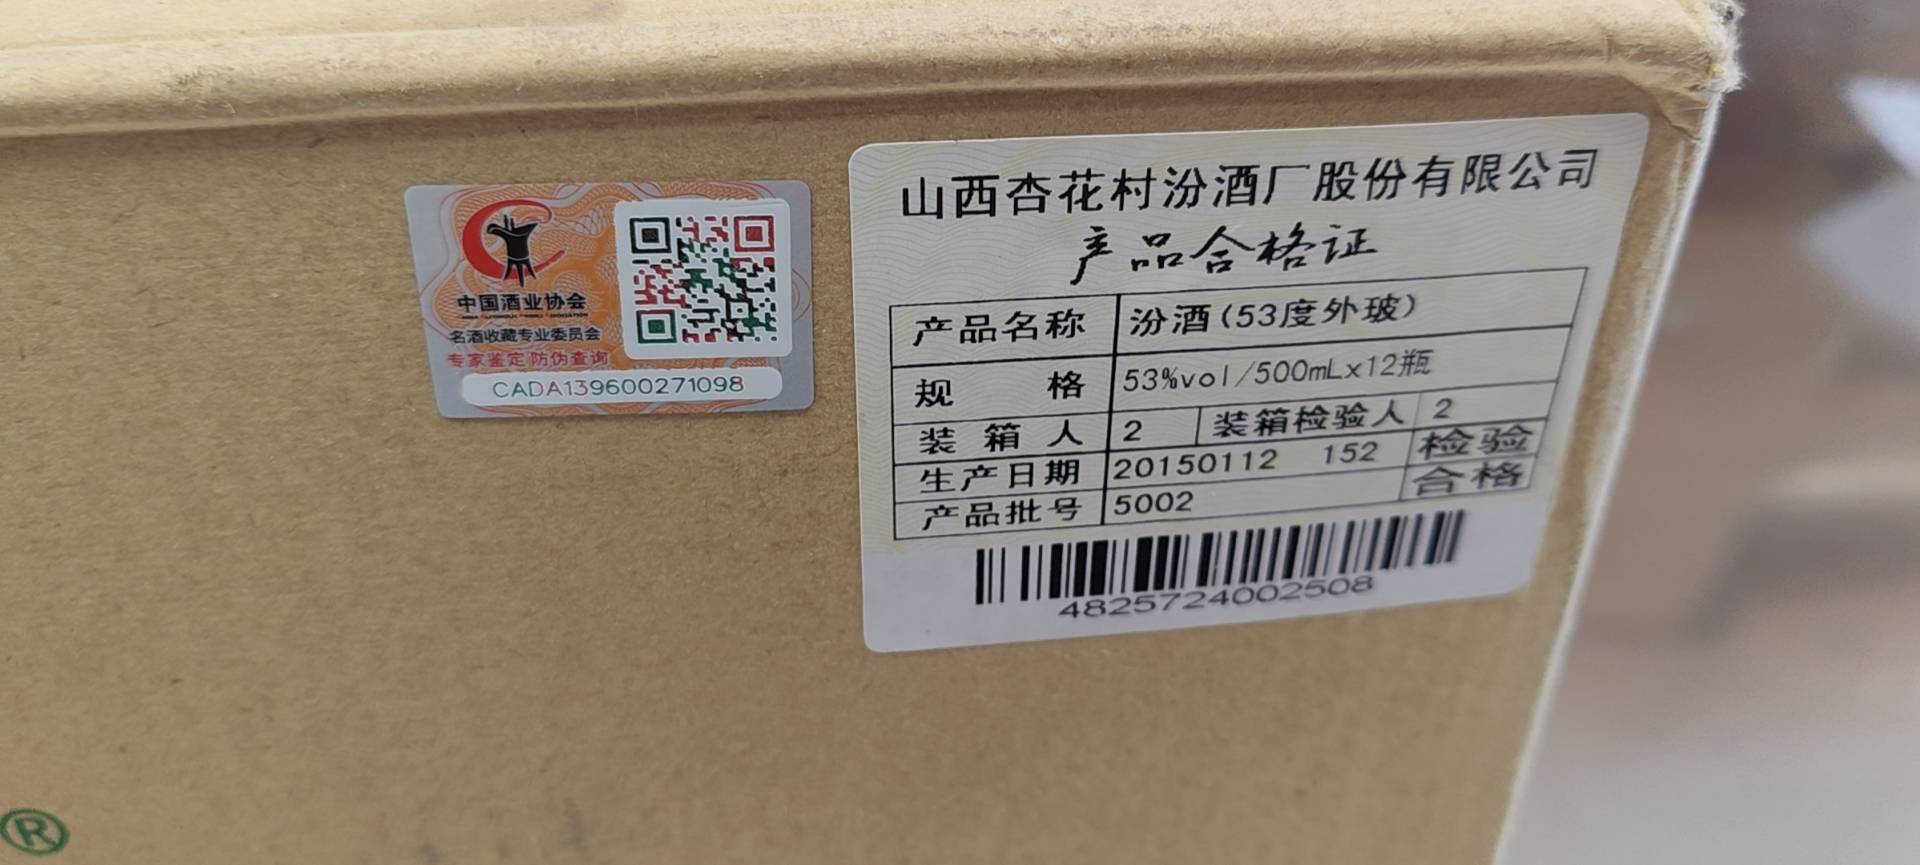 中国酒业协会
名酒收藏专业委员会
专家鉴定 防伪查询
CADA139600271098
山西杏花村汾酒厂股份有限公司
产品合格证
产品名称 汾酒(53度外玻)
规 格 53%vol/500mLx12瓶
装箱人 2 装箱检验人 2
生产日期 20150112 152 检验
合格
产品批号 5002
48257240025​08
®